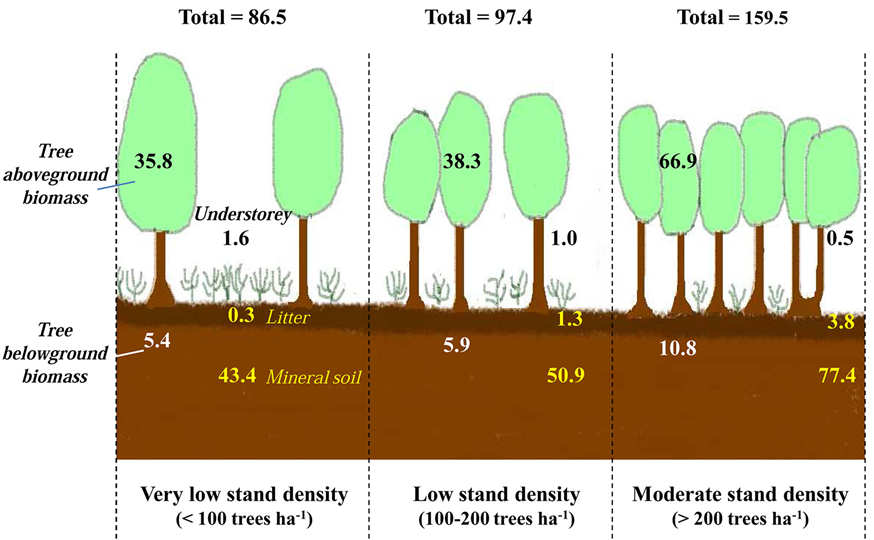 Total = 86.5
Total = 97.4
Total = 159.5
Tree
aboveground
biomass
35.8
38.3
66.9
Understorey
1.6
1.0
0.5
0.3 Litter
1.3
3.8
Tree
belowground
biomass
5.4
5.9
10.8
43.4 Mineral soil
50.9
77.4
Very low stand density
(< 100 trees ha⁻¹)
Low stand density
(100-200 trees ha⁻¹)
Moderate stand density
(> 200 trees ha⁻¹)